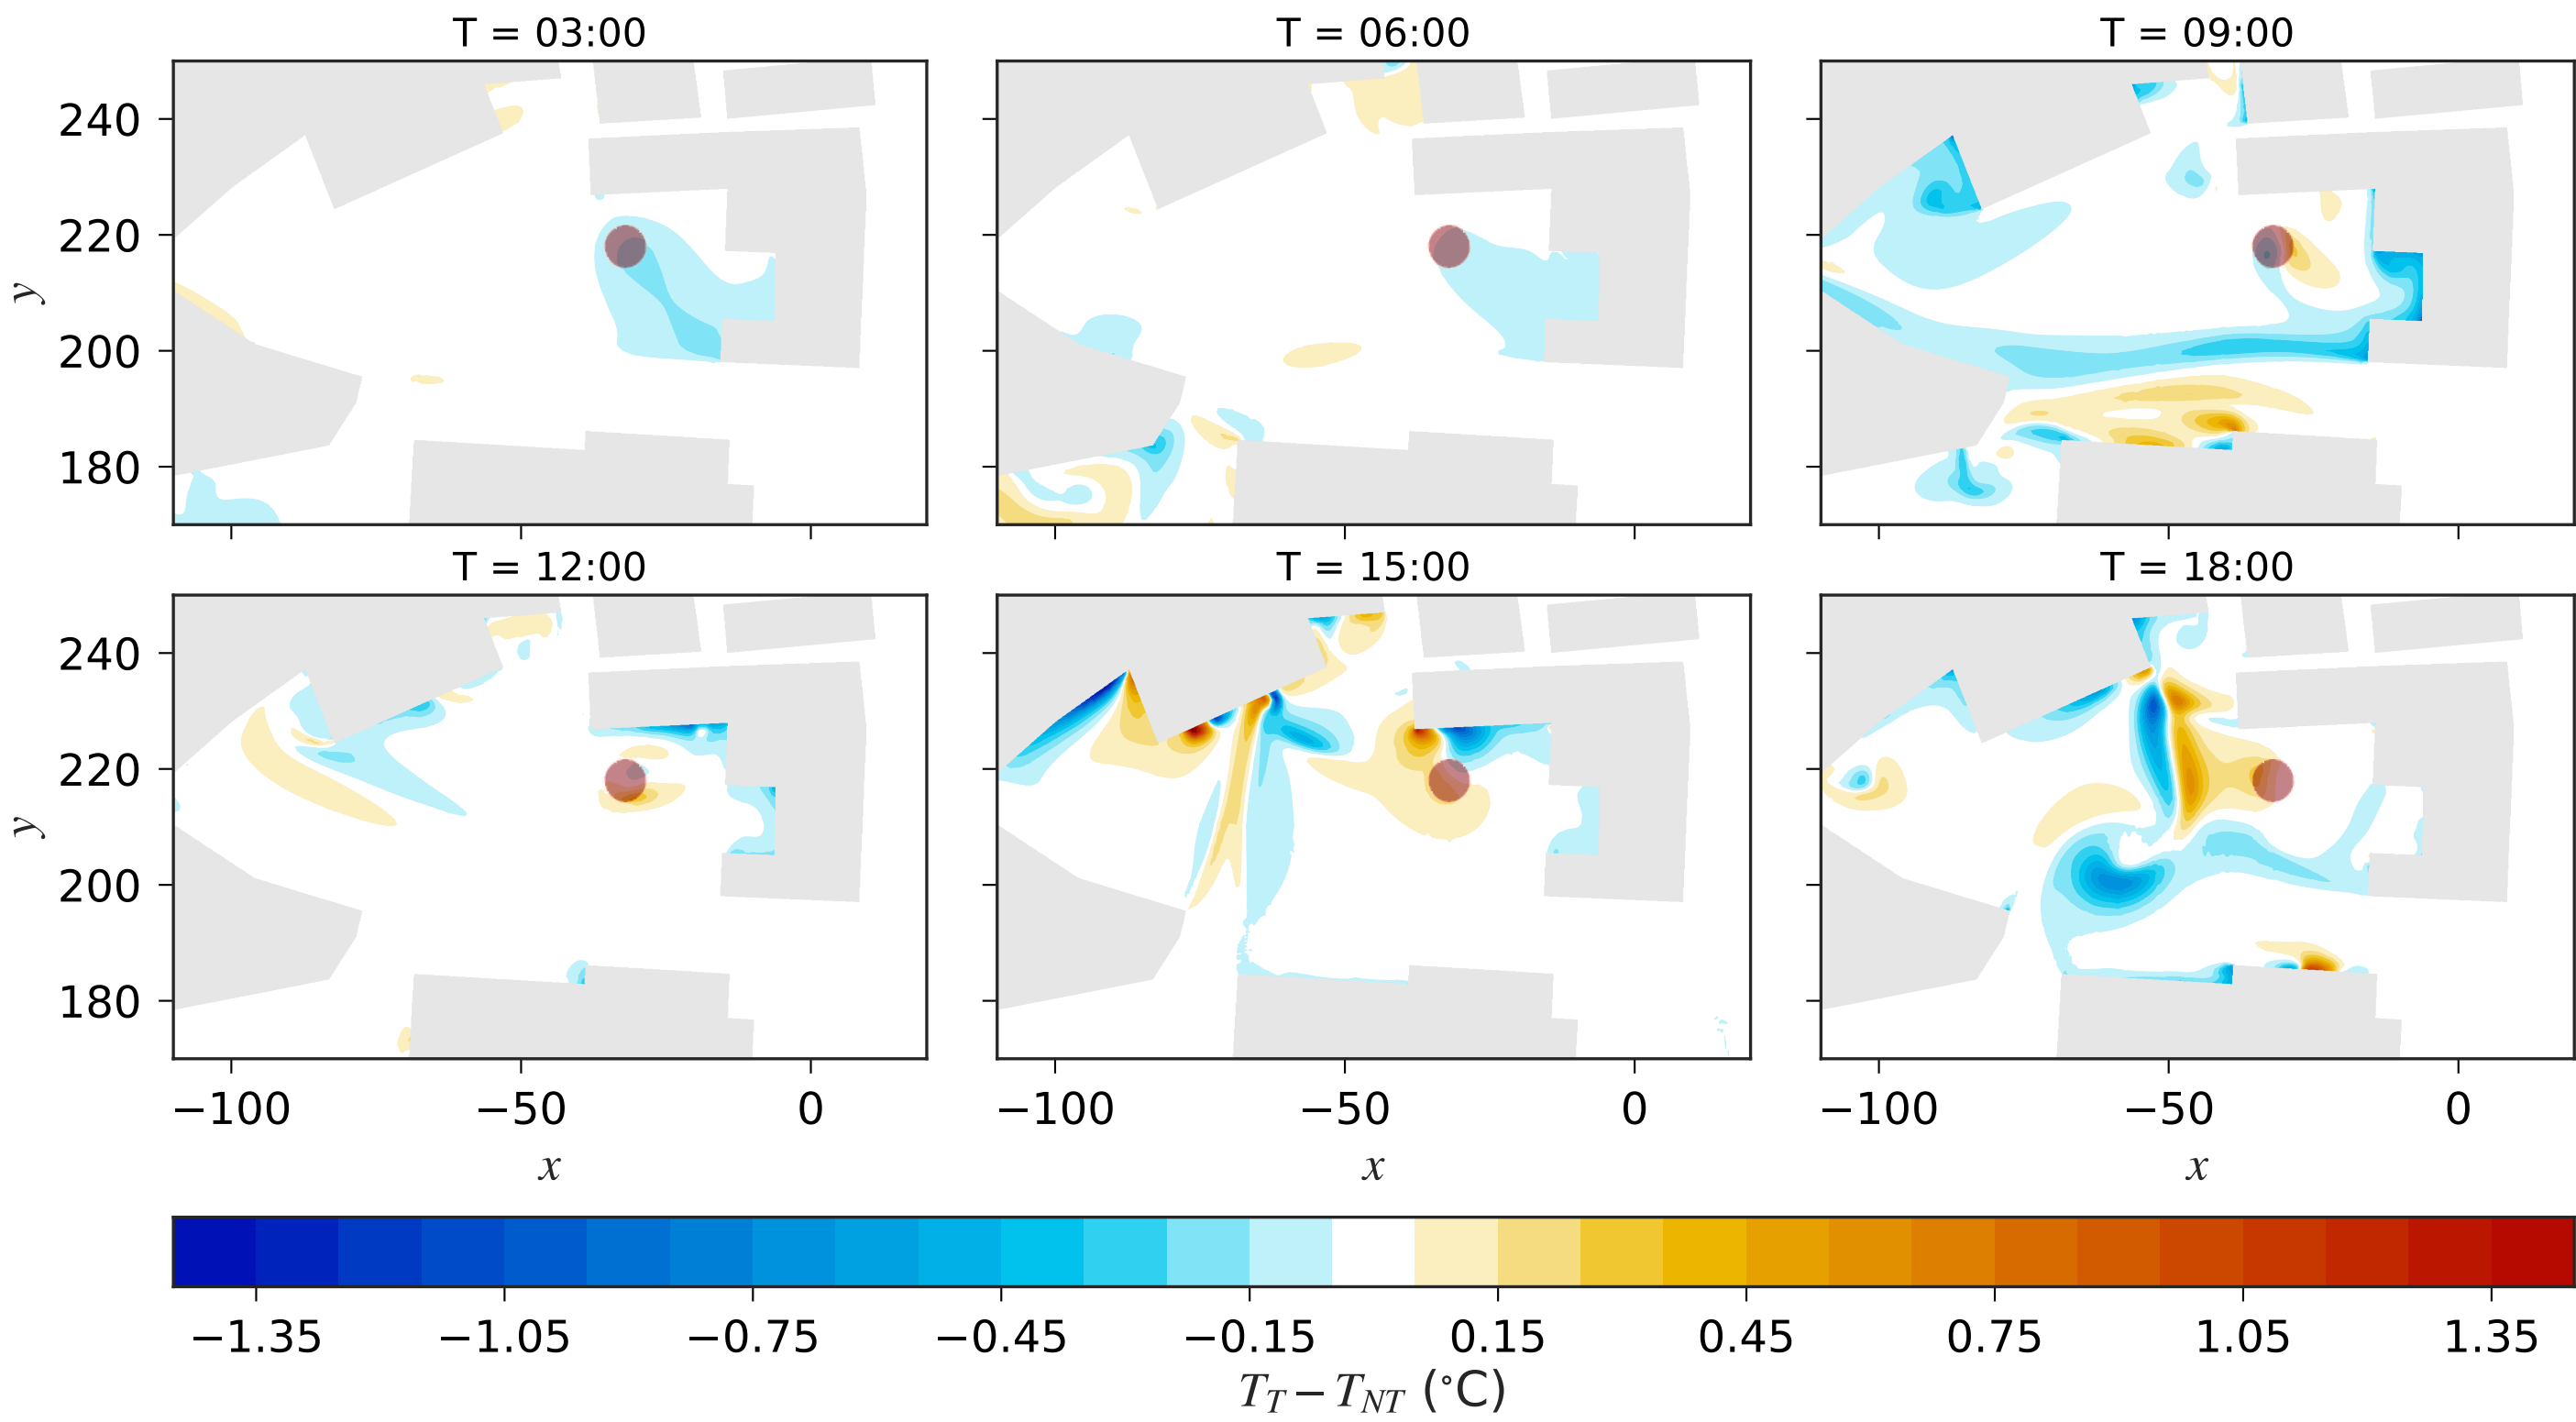 T = 03:00 T = 06:00 T = 09:00
240
220
200
180
y
T = 12:00 T = 15:00 T = 18:00
240
220
200
180
y
−100 −50 0 −100 −50 0 −100 −50 0
x x x
−1.35 −1.05 −0.75 −0.45 −0.15 0.15 0.45 0.75 1.05 1.35
T_T − T_NT (°C)